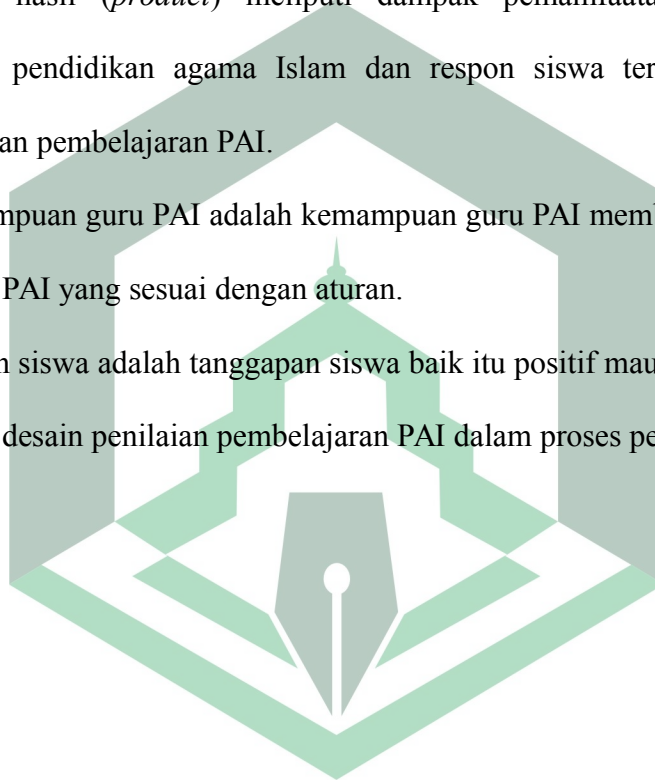 hasil (product) meliputi dampak pemanfaata
pendidikan agama Islam dan respon siswa ter
an pembelajaran PAI.
mpuan guru PAI adalah kemampuan guru PAI memb
PAI yang sesuai dengan aturan.
n siswa adalah tanggapan siswa baik itu positif mau
desain penilaian pembelajaran PAI dalam proses pe